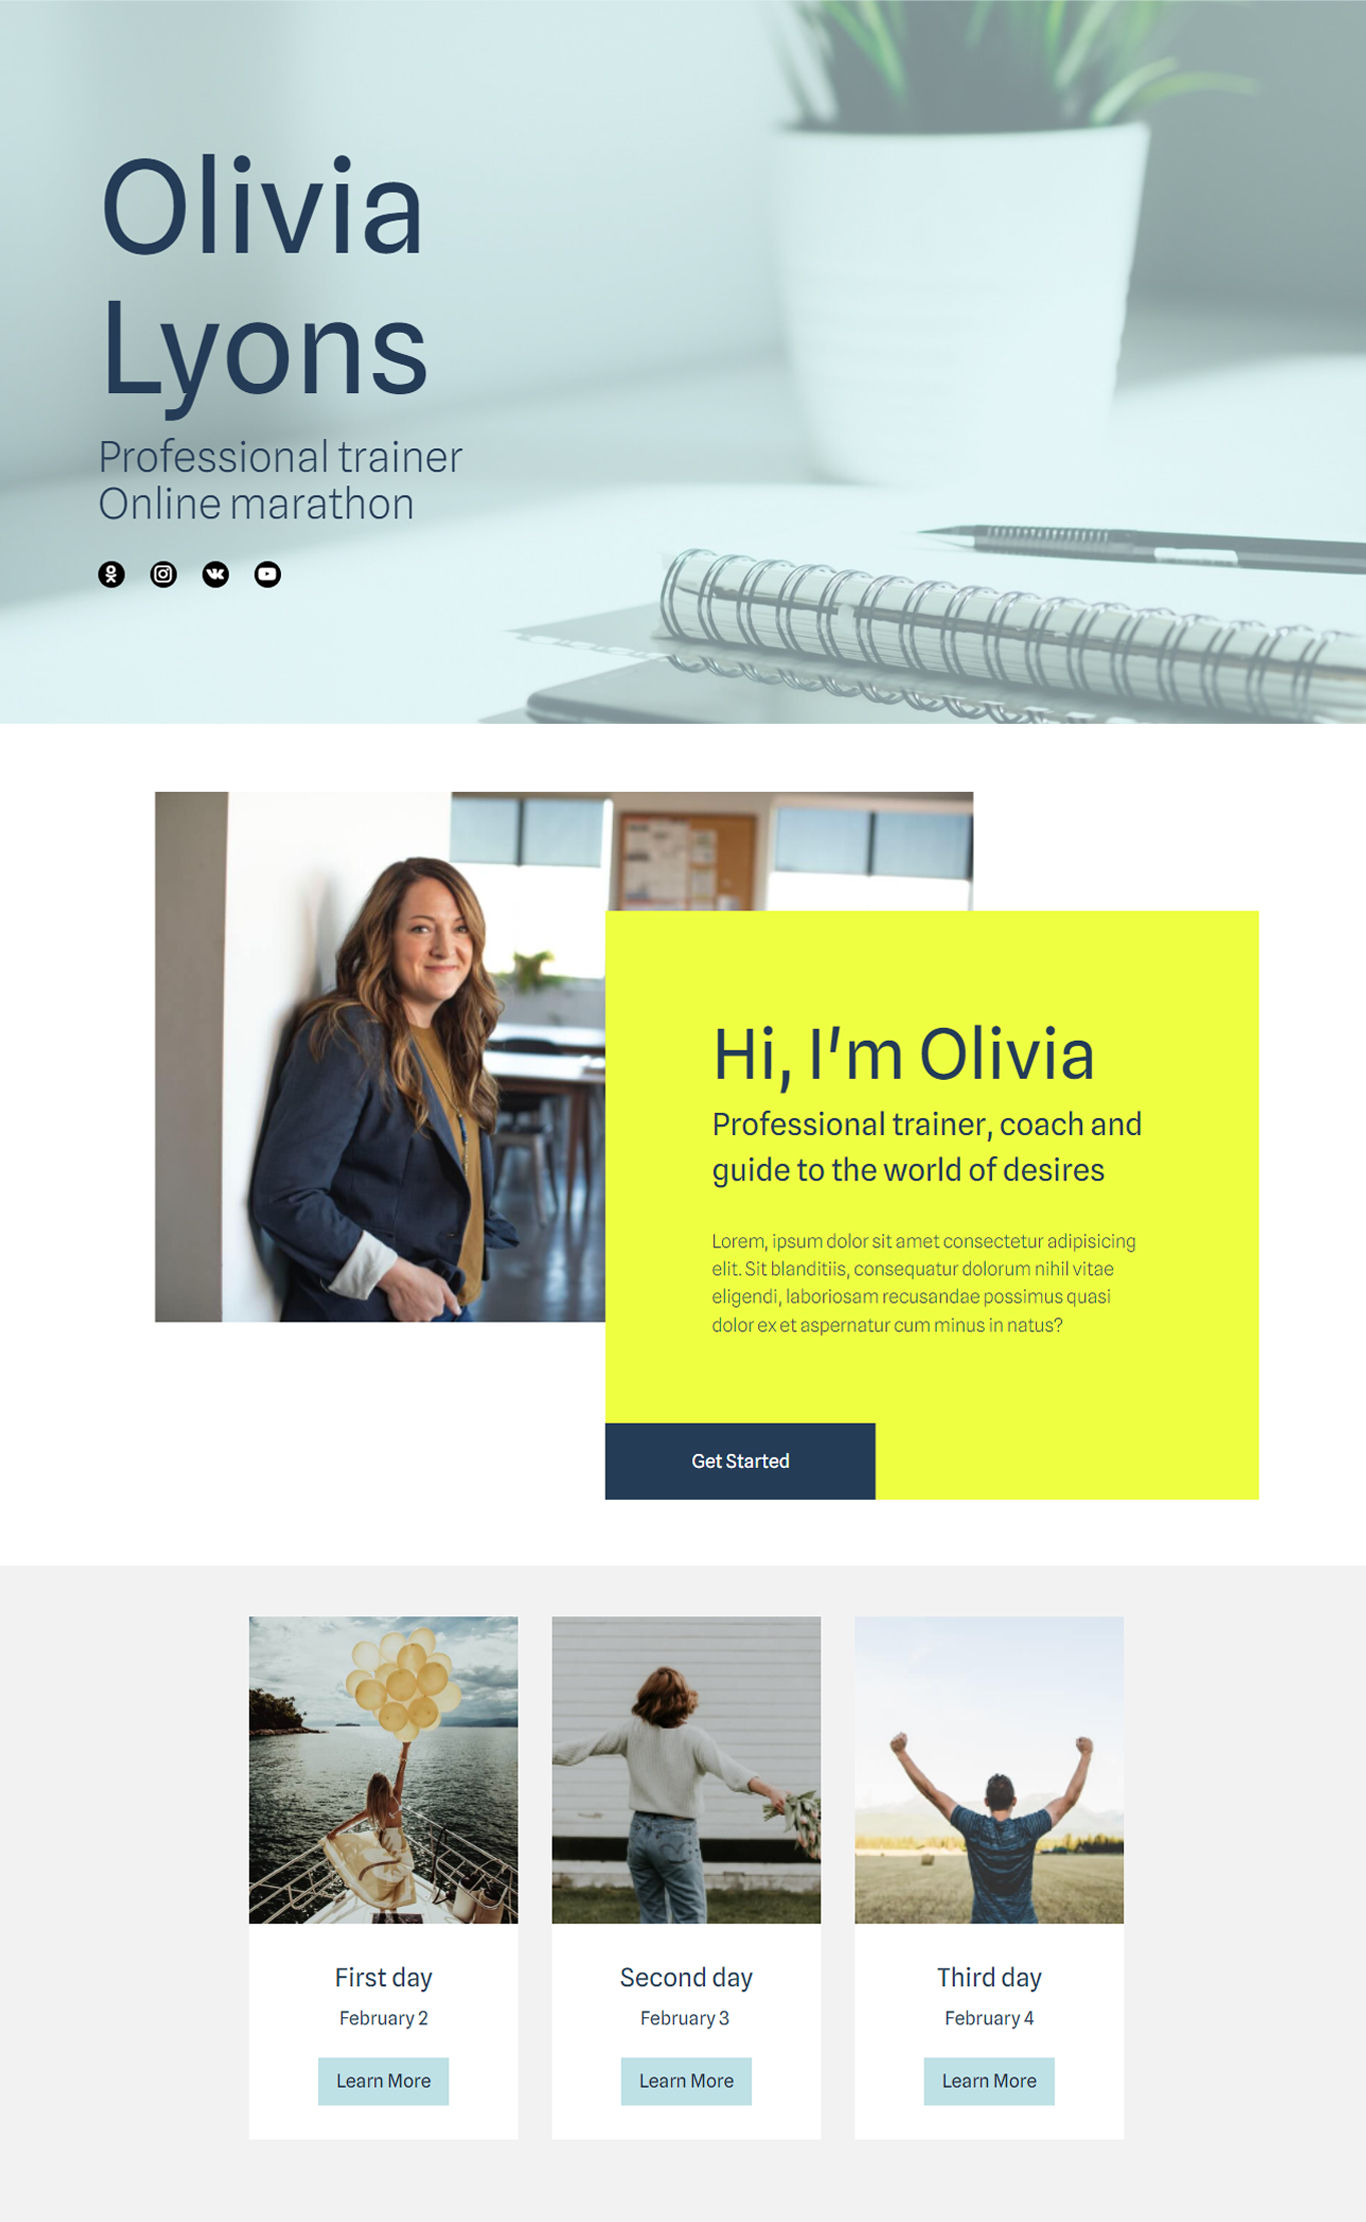 Olivia
Lyons
Professional trainer
Online marathon
Hi, I'm Olivia
Professional trainer, coach and
guide to the world of desires
Lorem, ipsum dolor sit amet consectetur adipisicing
elit. Sit blanditiis, consequatur dolorum nihil vitae
eligendi, laboriosam recusandae possimus quasi
dolor ex et aspernatur cum minus in natus?
Get Started
First day
February 2
Learn More
Second day
February 3
Learn More
Third day
February 4
Learn More